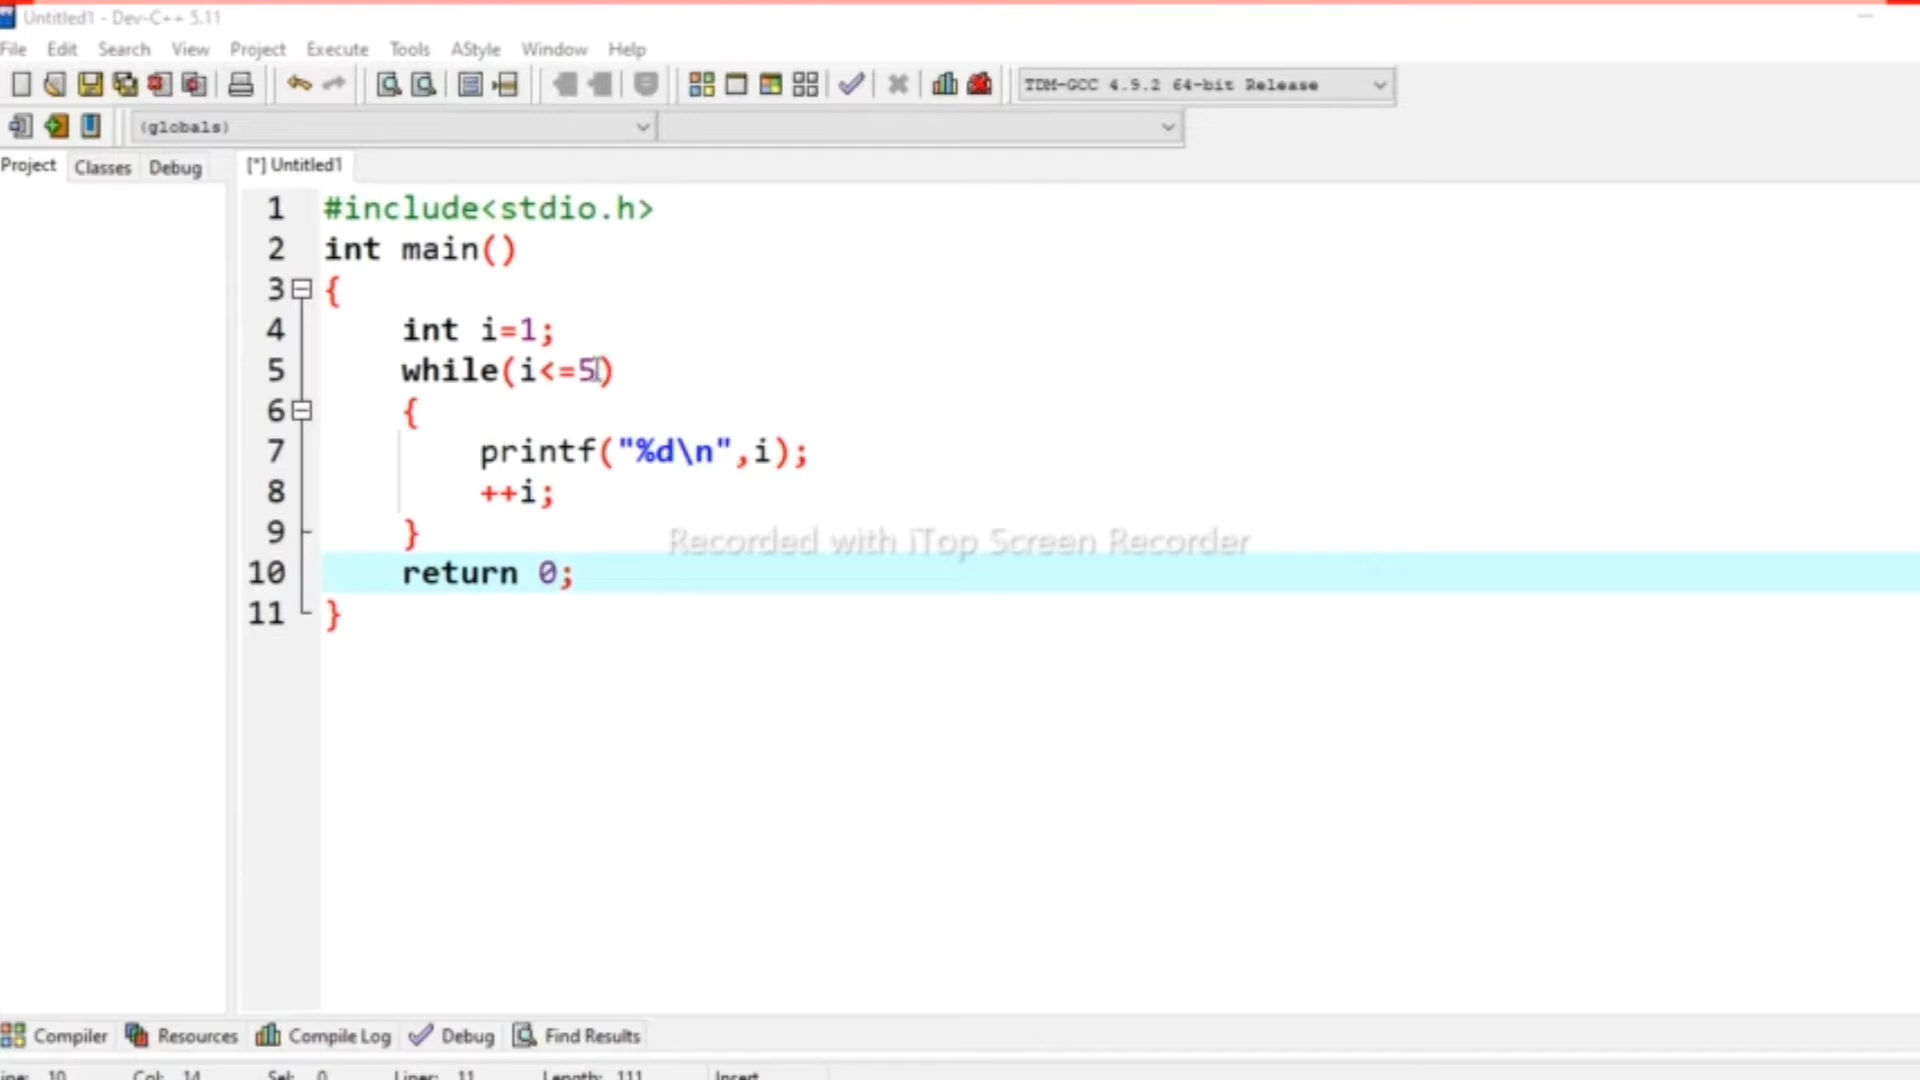 Untitled1 - Dev-C++ 5.11
File Edit Search View Project Execute Tools AStyle Window Help
TDM-GCC 4.9.2 64-bit Release
(globals)
Project Classes Debug [*] Untitled1
1 #include<stdio.h>
2 int main()
3 {
4 int i=1;
5 while(i<=5)
6 {
7 printf("%d\n",i);
8 ++i;
9 }
Recorded with iTop Screen Recorder
10 return 0;
11 }
Compiler Resources Compile Log Debug Find Results
10 Col: 14 Sel: 0 Lines: 11 Length: 111 Insert